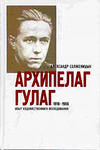 АЛЕКСАНДР СОЛЖЕНИЦЫН
АРХИПЕЛАГ
ГУЛАГ
1918-1956
ОПЫТ ХУДОЖЕСТВЕННОГО ИССЛЕДОВАНИЯ